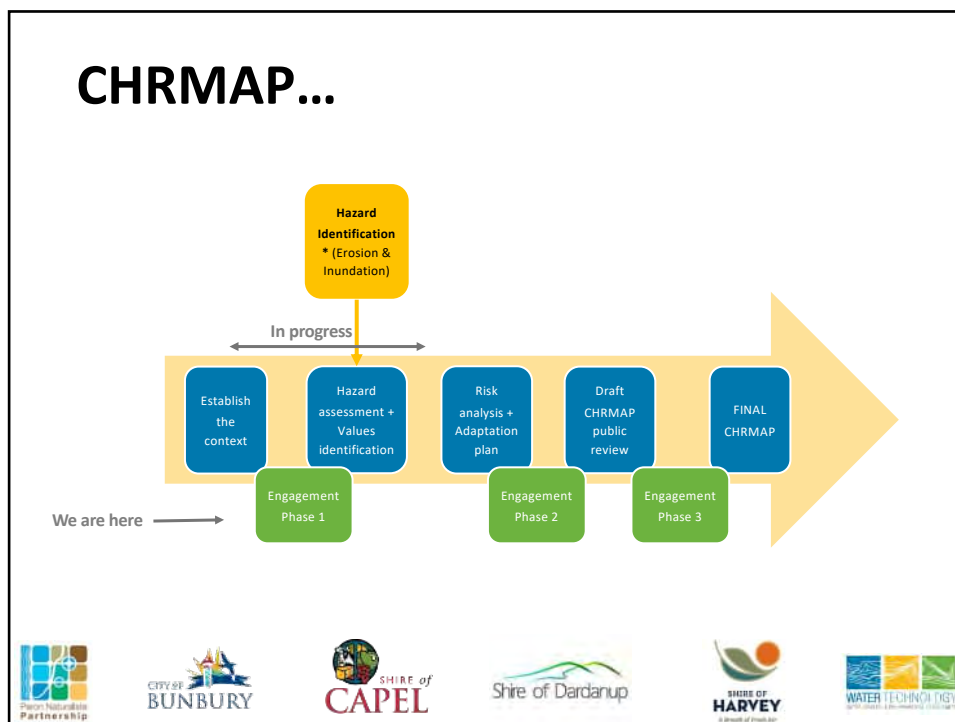 CHRMAP...
Hazard
Identification
* (Erosion &
Inundation)
In progress
Establish
the
context
Hazard
assessment +
Values
identification
Risk
analysis +
Adaptation
plan
Draft
CHRMAP
public
review
FINAL
CHRMAP
Engagement
Phase 1
Engagement
Phase 2
Engagement
Phase 3
We are here
Peron Naturaliste
Partnership
CITY OF
BUNBURY
SHIRE of
CAPEL
Shire of Dardanup
SHIRE OF
HARVEY
WATER TECHNOLOGY